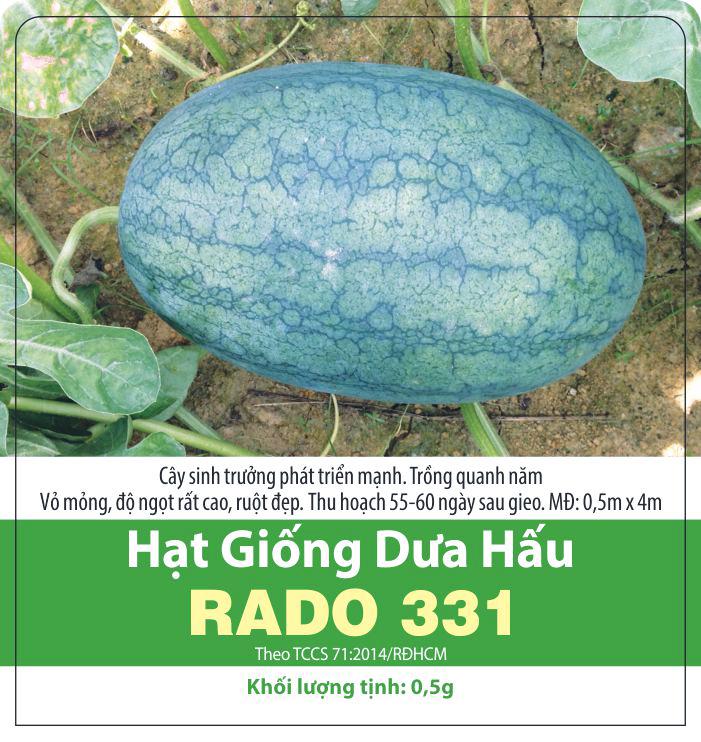 Cây sinh trưởng phát triển mạnh. Trồng quanh năm
Vỏ mỏng, độ ngọt rất cao, ruột đẹp. Thu hoạch 55-60 ngày sau gieo. MĐ: 0,5m x 4m
Hạt Giống Dưa Hấu
RADO 331
Theo TCCS 71:2014/RĐHCM
Khối lượng tịnh: 0,5g